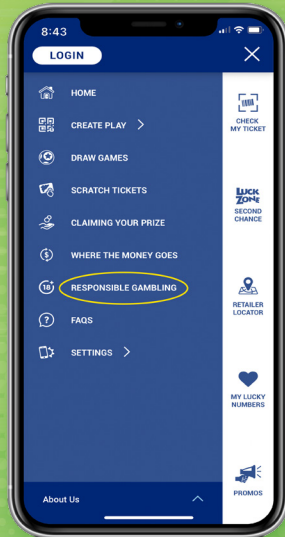 8:43
LOGIN
HOME
CREATE PLAY
DRAW GAMES
SCRATCH TICKETS
CLAIMING YOUR PRIZE
WHERE THE MONEY GOES
18+ RESPONSIBLE GAMBLING
FAQS
SETTINGS
About Us
CHECK
MY TICKET
LUCK
ZONE
SECOND
CHANCE
RETAILER
LOCATOR
MY LUCKY
NUMBERS
PROMOS